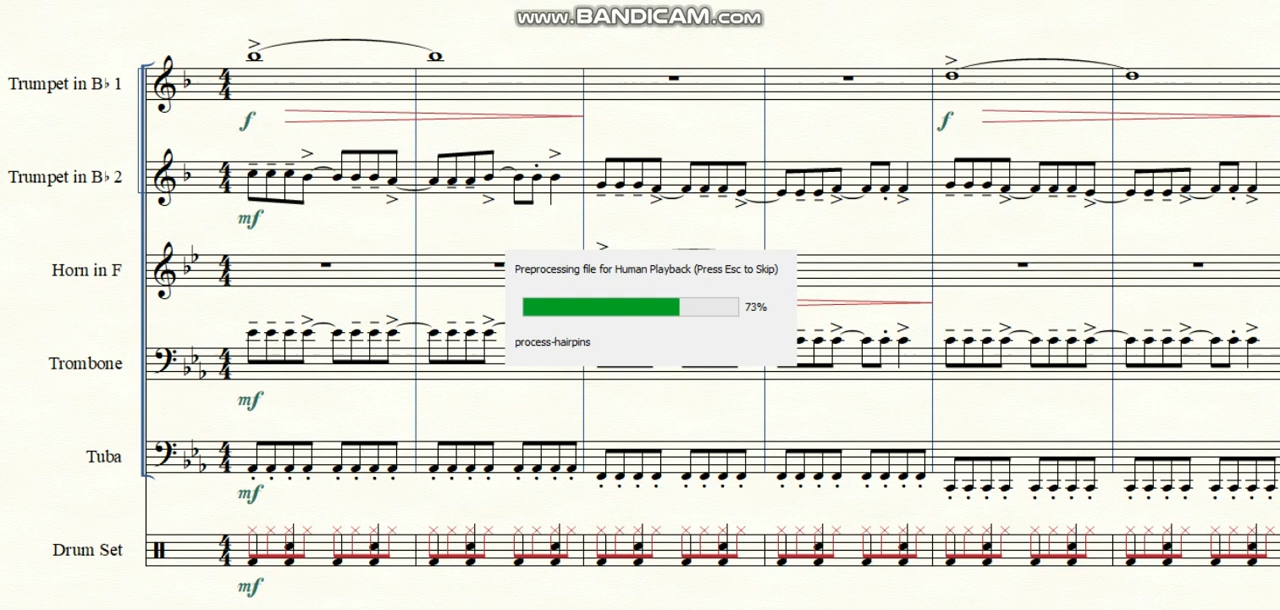 www.BANDICAM.com
Trumpet in B♭ 1
f
f
Trumpet in B♭ 2
mf
Horn in F
Preprocessing file for Human Playback (Press Esc to Skip)
73%
process-hairpins
Trombone
mf
Tuba
mf
Drum Set
mf